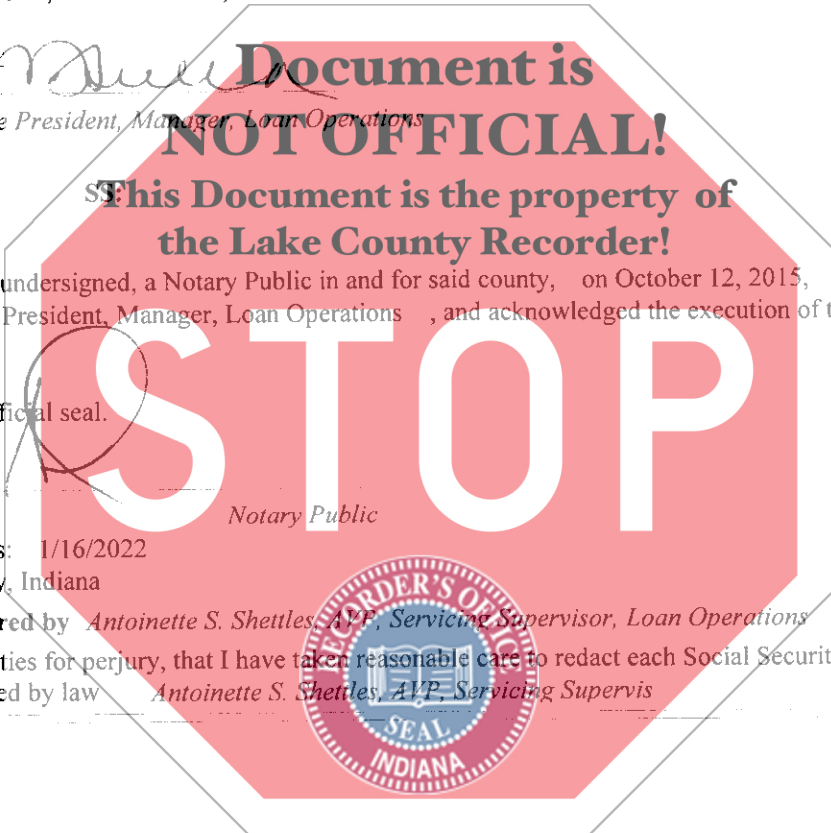 Document is
e President, Manager, Loan Operations
NOT OFFICIAL!
SS:
This Document is the property of
the Lake County Recorder!
undersigned, a Notary Public in and for said county, on October 12, 2015,
President, Manager, Loan Operations , and acknowledged the execution of t
STOP
ficial seal.
Notary Public
s: 1/16/2022
y, Indiana
red by Antoinette S. Shettles, AVP, Servicing Supervisor, Loan Operations
ties for perjury, that I have taken reasonable care to redact each Social Securit
ed by law Antoinette S. Shettles, AVP, Servicing Supervis
RECORDER'S OFFICE
SEAL
INDIANA